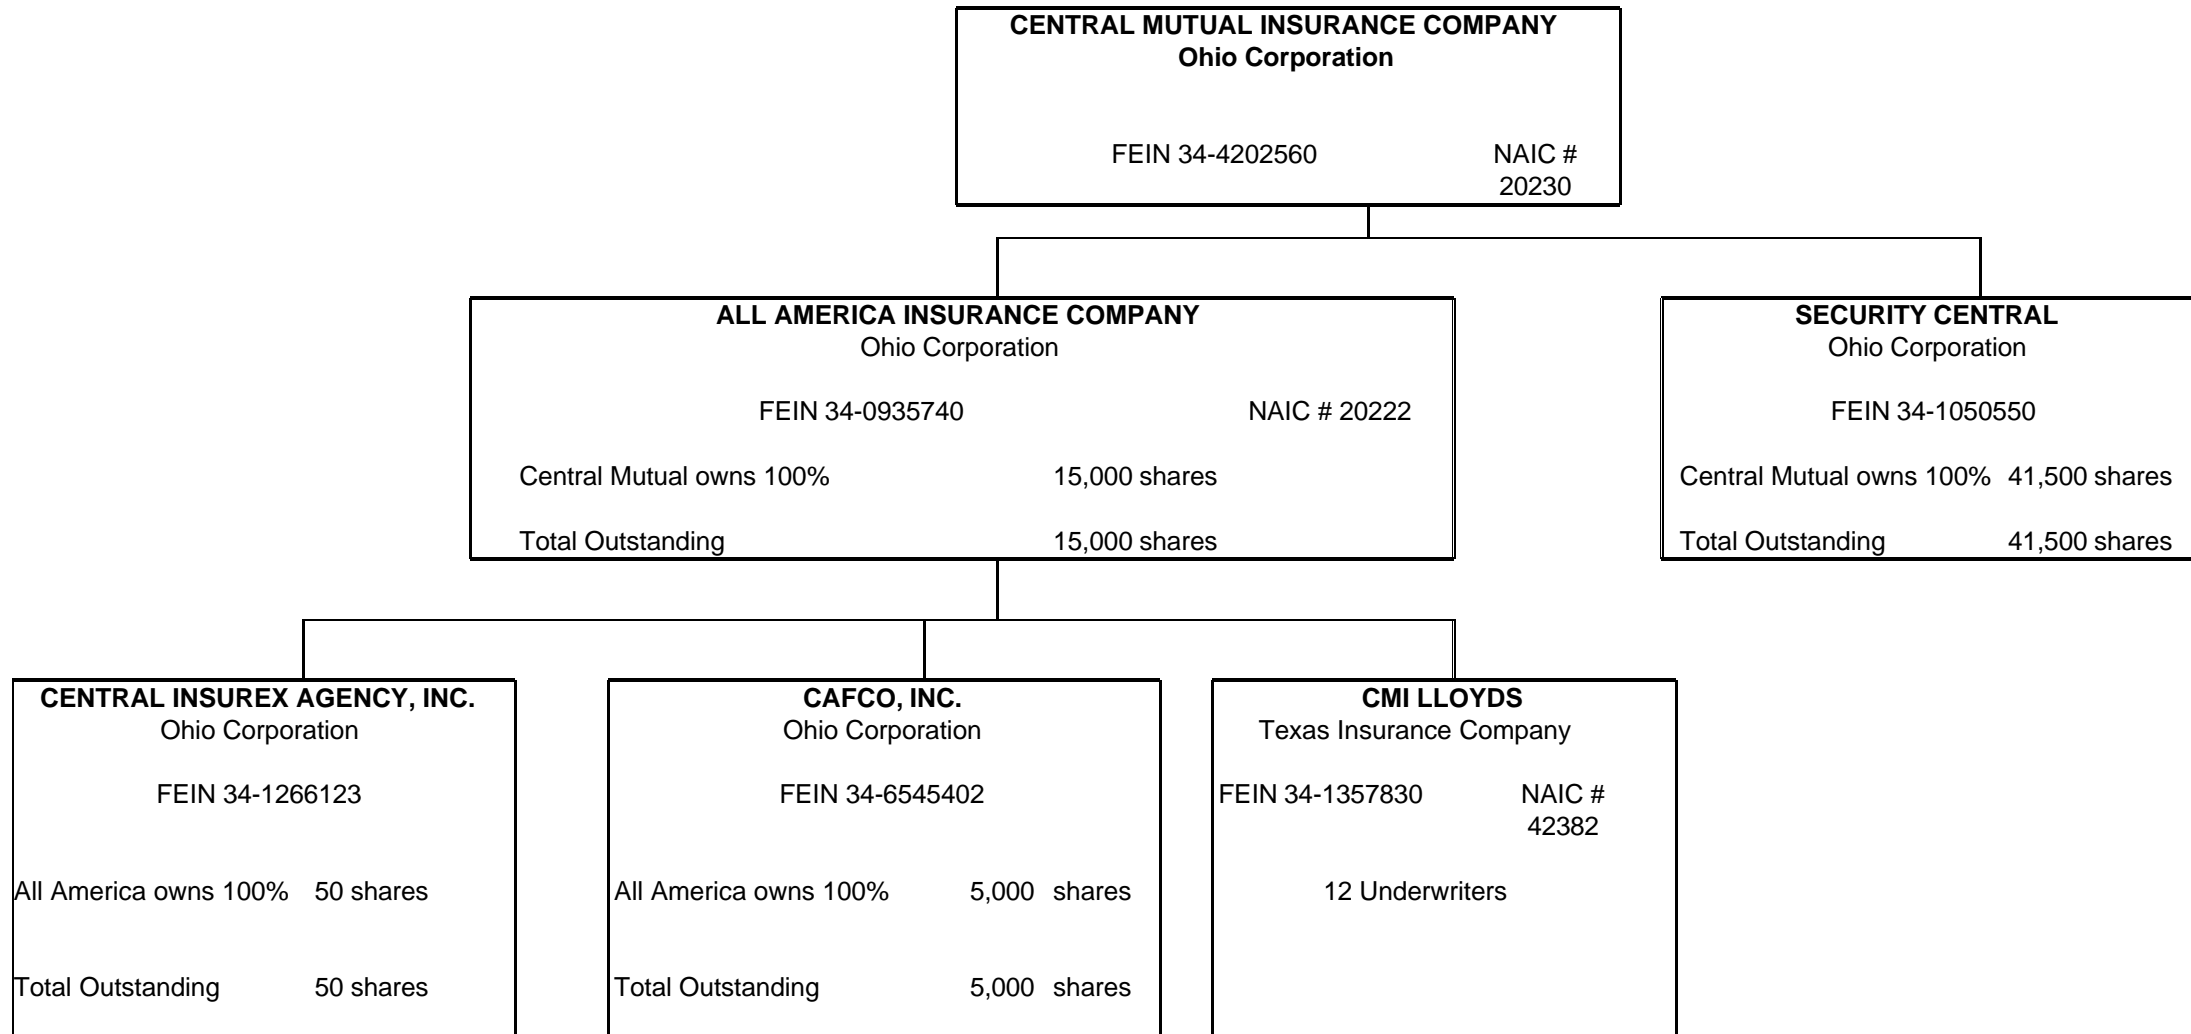 CENTRAL MUTUAL INSURANCE COMPANY
Ohio Corporation
FEIN 34-4202560 NAIC #
20230
ALL AMERICA INSURANCE COMPANY
Ohio Corporation
FEIN 34-0935740 NAIC # 20222
Central Mutual owns 100% 15,000 shares
Total Outstanding 15,000 shares
SECURITY CENTRAL
Ohio Corporation
FEIN 34-1050550
Central Mutual owns 100% 41,500 shares
Total Outstanding 41,500 shares
CENTRAL INSUREX AGENCY, INC.
Ohio Corporation
FEIN 34-1266123
All America owns 100% 50 shares
Total Outstanding 50 shares
CAFCO, INC.
Ohio Corporation
FEIN 34-6545402
All America owns 100% 5,000 shares
Total Outstanding 5,000 shares
CMI LLOYDS
Texas Insurance Company
FEIN 34-1357830 NAIC #
42382
12 Underwriters